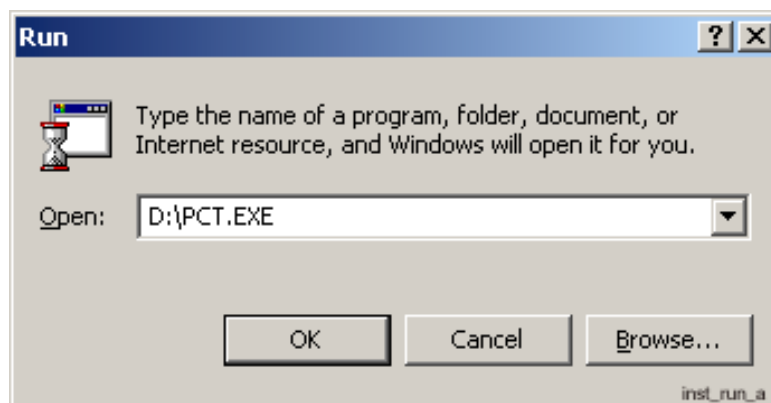 Run
Type the name of a program, folder, document, or
Internet resource, and Windows will open it for you.
Open: D:\PCT.EXE
OK Cancel Browse...
inst_run_a